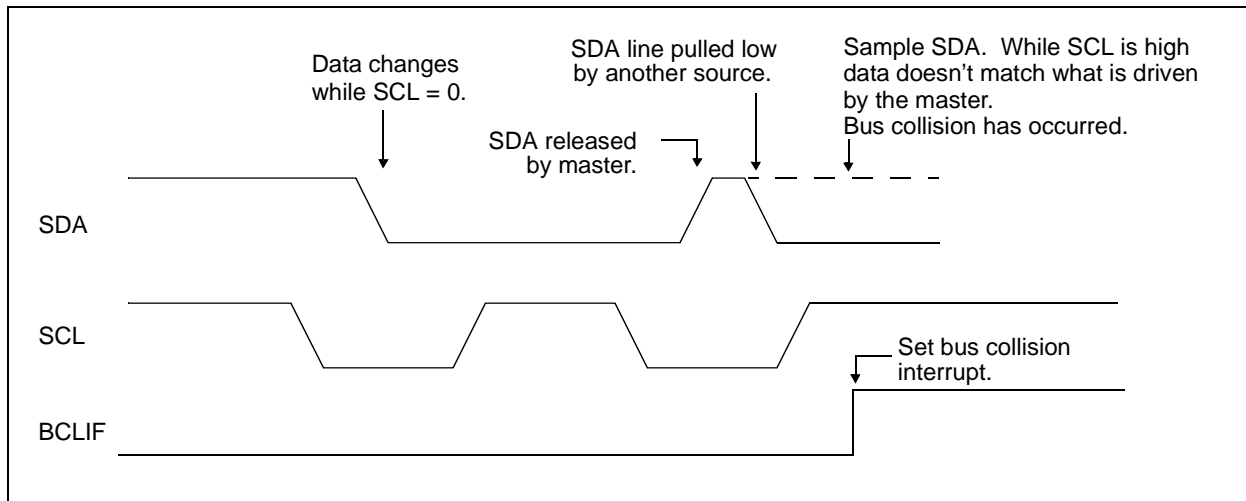 Data changes
while SCL = 0.
SDA line pulled low
by another source.
Sample SDA. While SCL is high
data doesn't match what is driven
by the master.
Bus collision has occurred.
SDA released
by master.
SDA
SCL
Set bus collision
interrupt.
BCLIF